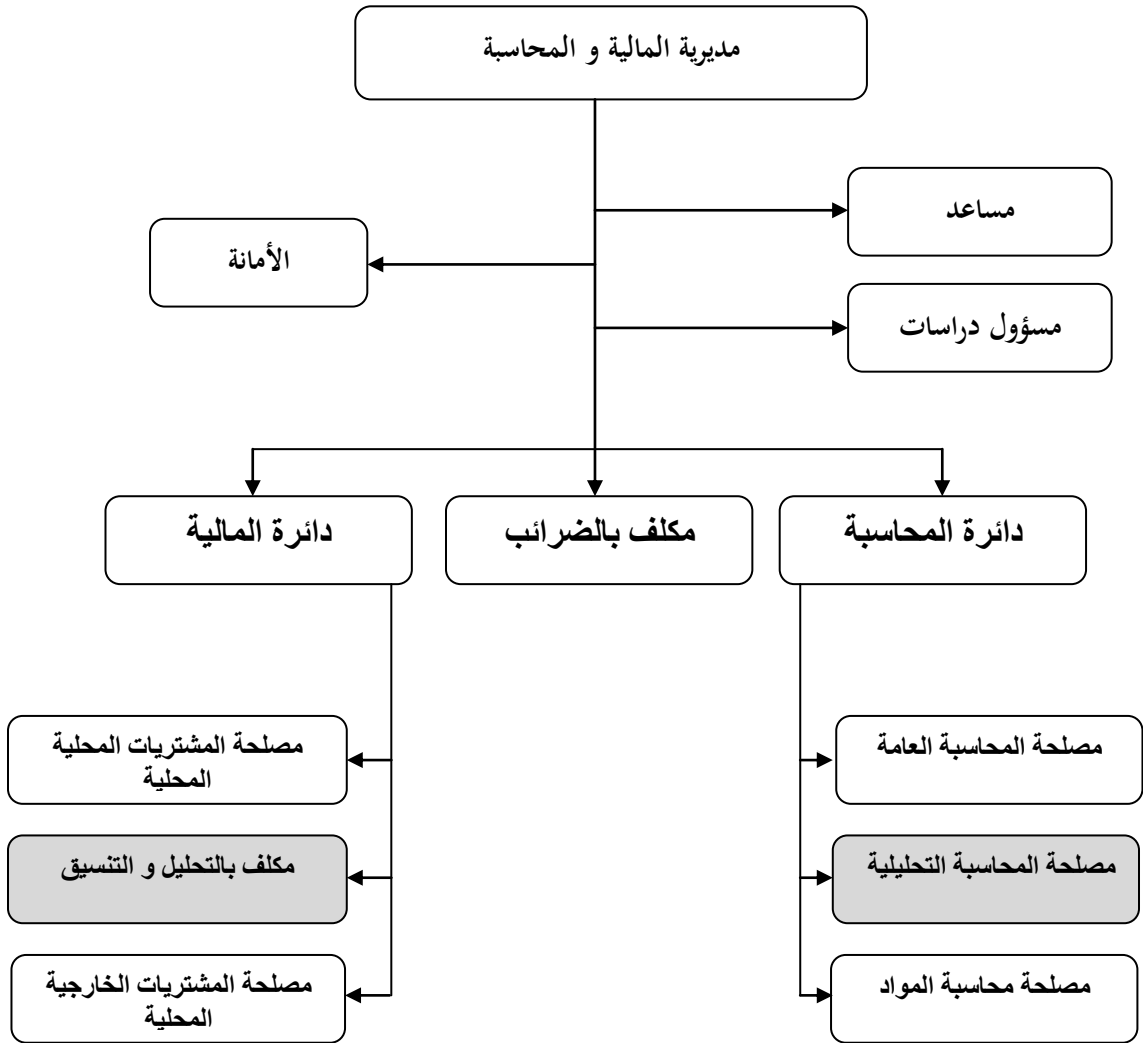 مديرية المالية و المحاسبة
مساعد
الأمانة
مسؤول دراسات
دائرة المحاسبة
مكلف بالضرائب
دائرة المالية
مصلحة المحاسبة العامة
مصلحة المشتريات المحلية
المحلية
مصلحة المحاسبة التحليلية
مكلف بالتحليل و التنسيق
مصلحة محاسبة المواد
مصلحة المشتريات الخارجية
المحلية